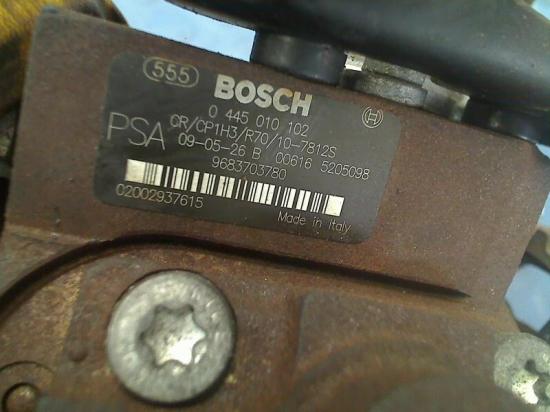 555 BOSCH
0 445 010 102
CR/CP1H3/R70/10-7812S
PSA 09-05-26 B 00616 5205098
9683703780
02002937615
Made in Italy